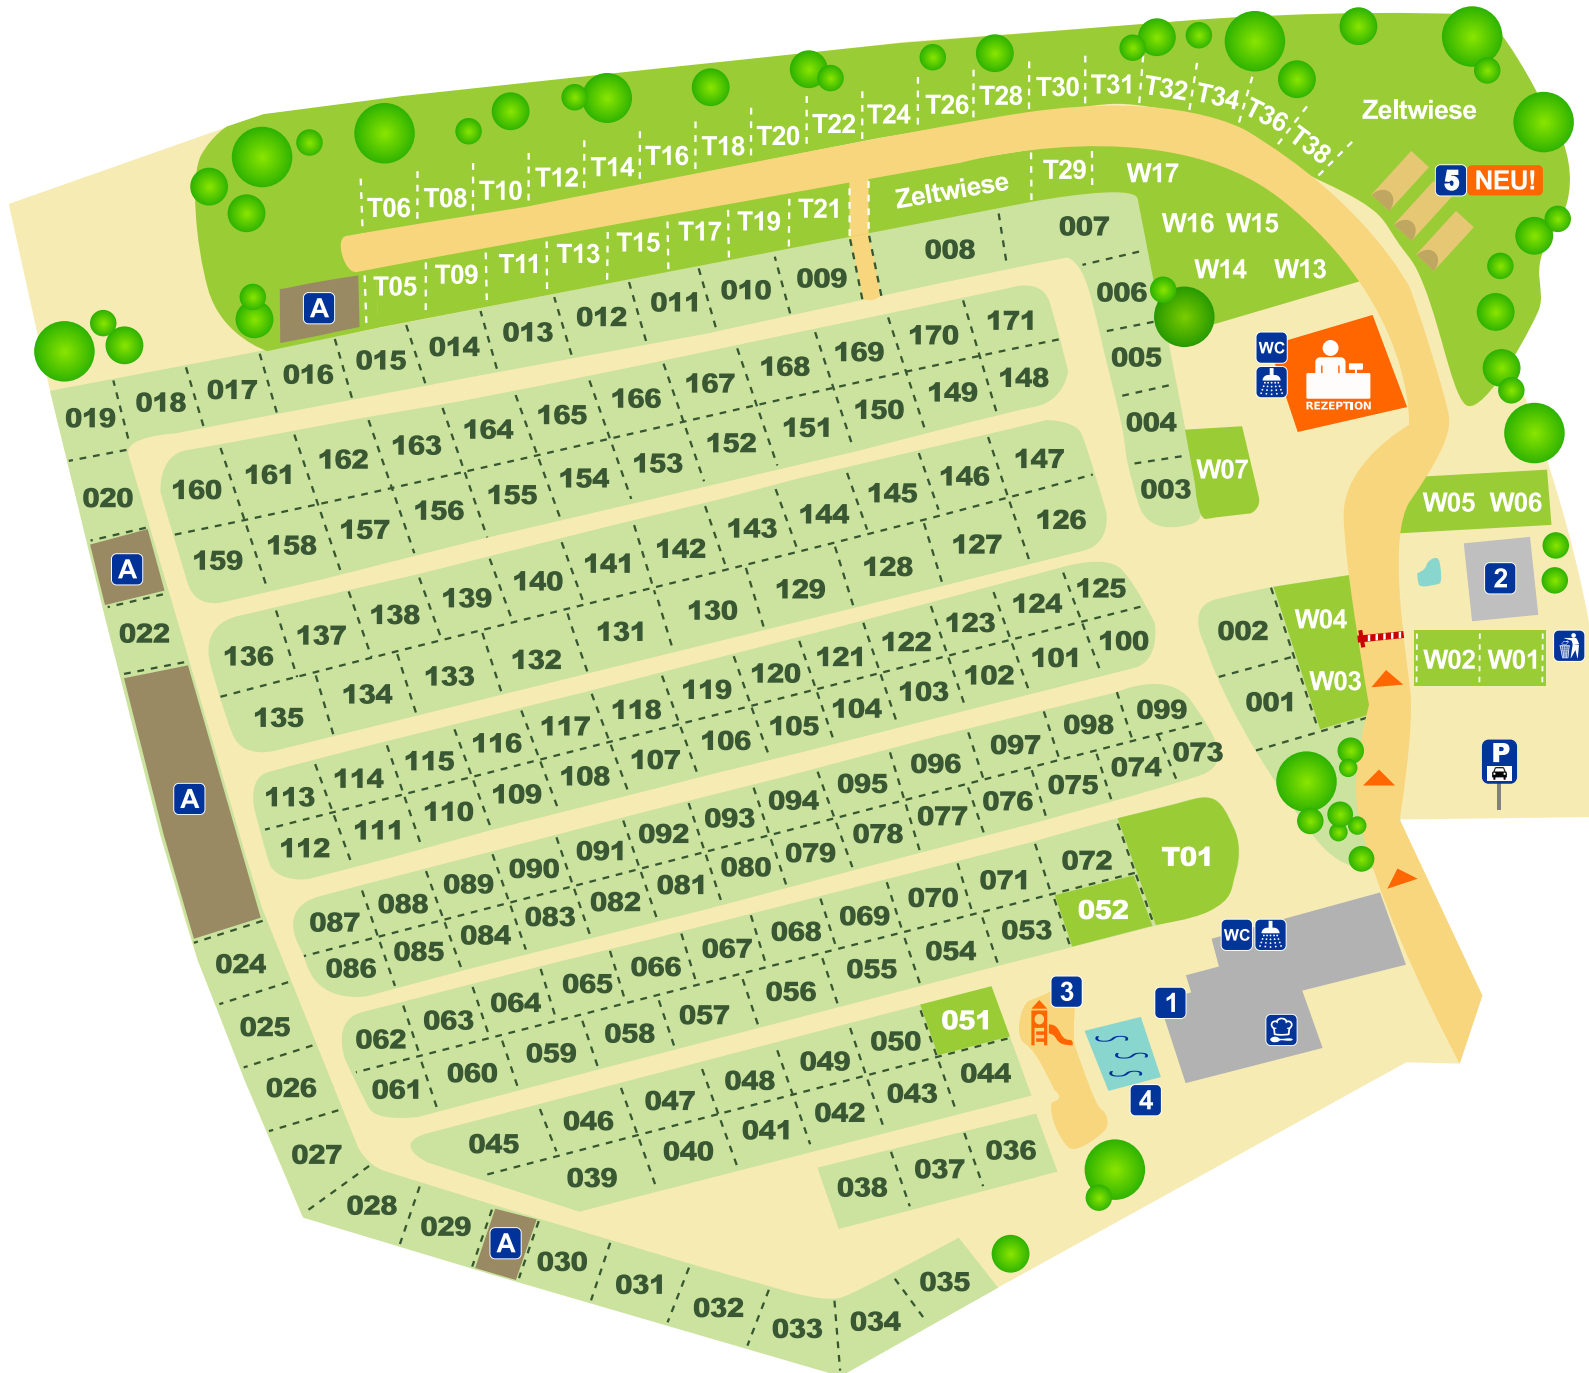 T06 T08 T10 T12 T14 T16 T18 T20 T22 T24 T26 T28 T30 T31 T32 T34 T36 T38
Zeltwiese
5 NEU!
A T05 T09 T11 T13 T15 T17 T19 T21 Zeltwiese T29 W17
W16 W15
W14 W13
019 018 017 016 015 014 013 012 011 010 009 008 007
006
005
004
003
W07
WC
REZEPTION
160 161 162 163 164 165 166 167 168 169 170 171
159 158 157 156 155 154 153 152 151 150 149 148
020
A
022
A
136 137 138 139 140 141 142 143 144 145 146 147
135 134 133 132 131 130 129 128 127 126
W05 W06
2
W04
W03
W02 W01
002
001
P
113 114 115 116 117 118 119 120 121 122 123 124 125
112 111 110 109 108 107 106 105 104 103 102 101 100
087 088 089 090 091 092 093 094 095 096 097 098 099
086 085 084 083 082 081 080 079 078 077 076 075 074 073
062 063 064 065 066 067 068 069 070 071 072
T01
061 060 059 058 057 056 055 054 053 052
WC
1
3
4
045 046 047 048 049 050 051
039 040 041 042 043 044
038 037 036
024
025
026
027
028 029 A 030 031 032 033 034 035